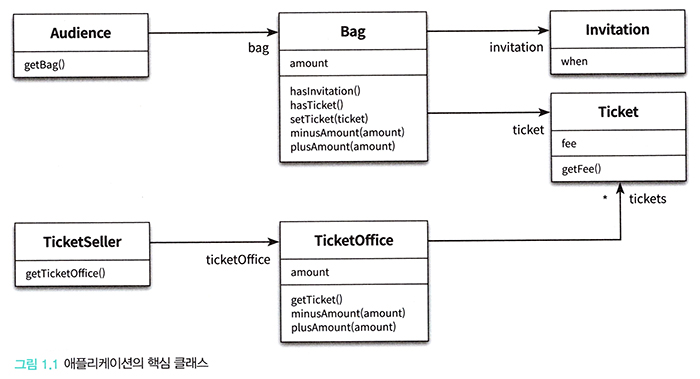 Audience
getBag()
bag
Bag
amount
hasInvitation()
hasTicket()
setTicket(ticket)
minusAmount(amount)
plusAmount(amount)
invitation
Invitation
when
ticket
Ticket
fee
getFee()
* tickets
TicketSeller
getTicketOffice()
ticketOffice
TicketOffice
amount
getTicket()
minusAmount(amount)
plusAmount(amount)
그림 1.1 애플리케이션의 핵심 클래스